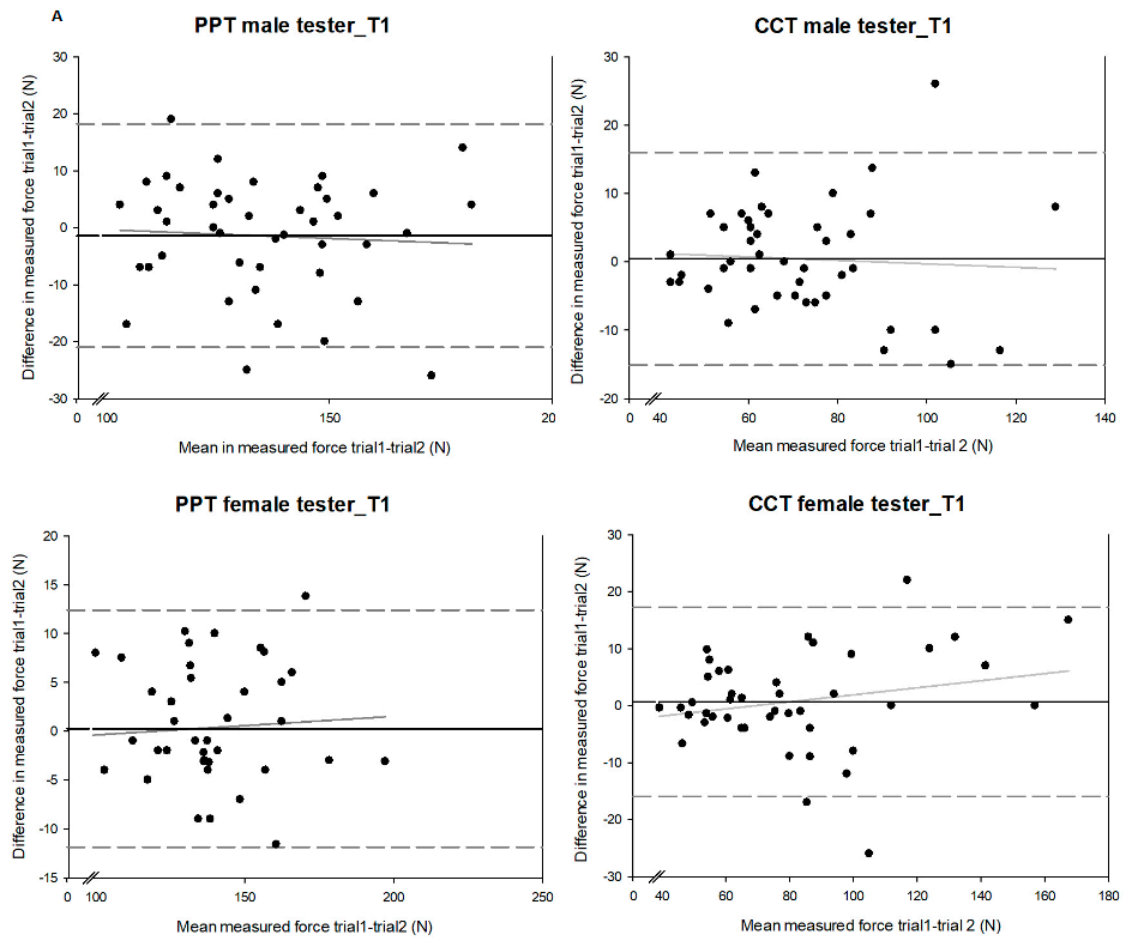 A
PPT male tester_T1
Difference in measured force trial1-trial2 (N)
30
20
10
0
-10
-20
-30
0 100 150 20
Mean in measured force trial1-trial2 (N)
CCT male tester_T1
Difference in measured force trial1-trial2 (N)
30
20
10
0
-10
-20
0 40 60 80 100 120 140
Mean measured force trial1-trial 2 (N)
PPT female tester_T1
Difference in measured force trial1-trial2 (N)
20
15
10
5
0
-5
-10
-15
0 100 150 200 250
Mean measured force trial1-trial2 (N)
CCT female tester_T1
Difference in measured force trial1-trial2 (N)
30
20
10
0
-10
-20
-30
0 40 60 80 100 120 140 160 180
Mean measured force trial1-trial 2 (N)